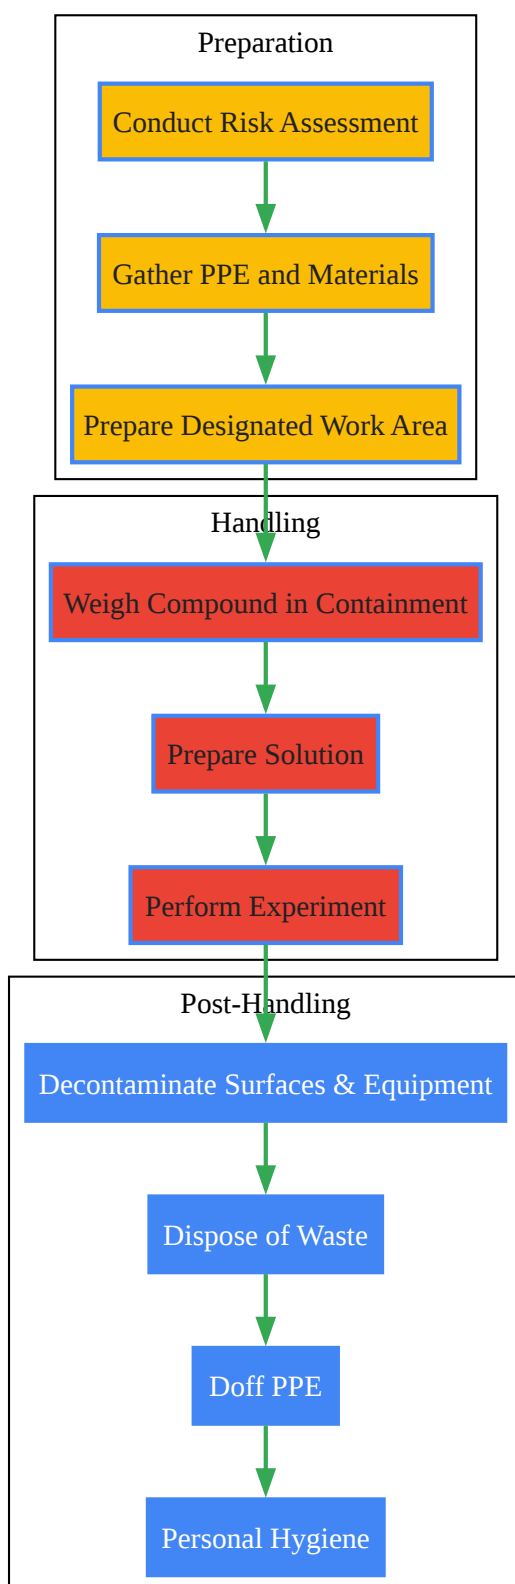 Preparation
Conduct Risk Assessment
Gather PPE and Materials
Prepare Designated Work Area
Handling
Weigh Compound in Containment
Prepare Solution
Perform Experiment
Post-Handling
Decontaminate Surfaces & Equipment
Dispose of Waste
Doff PPE
Personal Hygiene